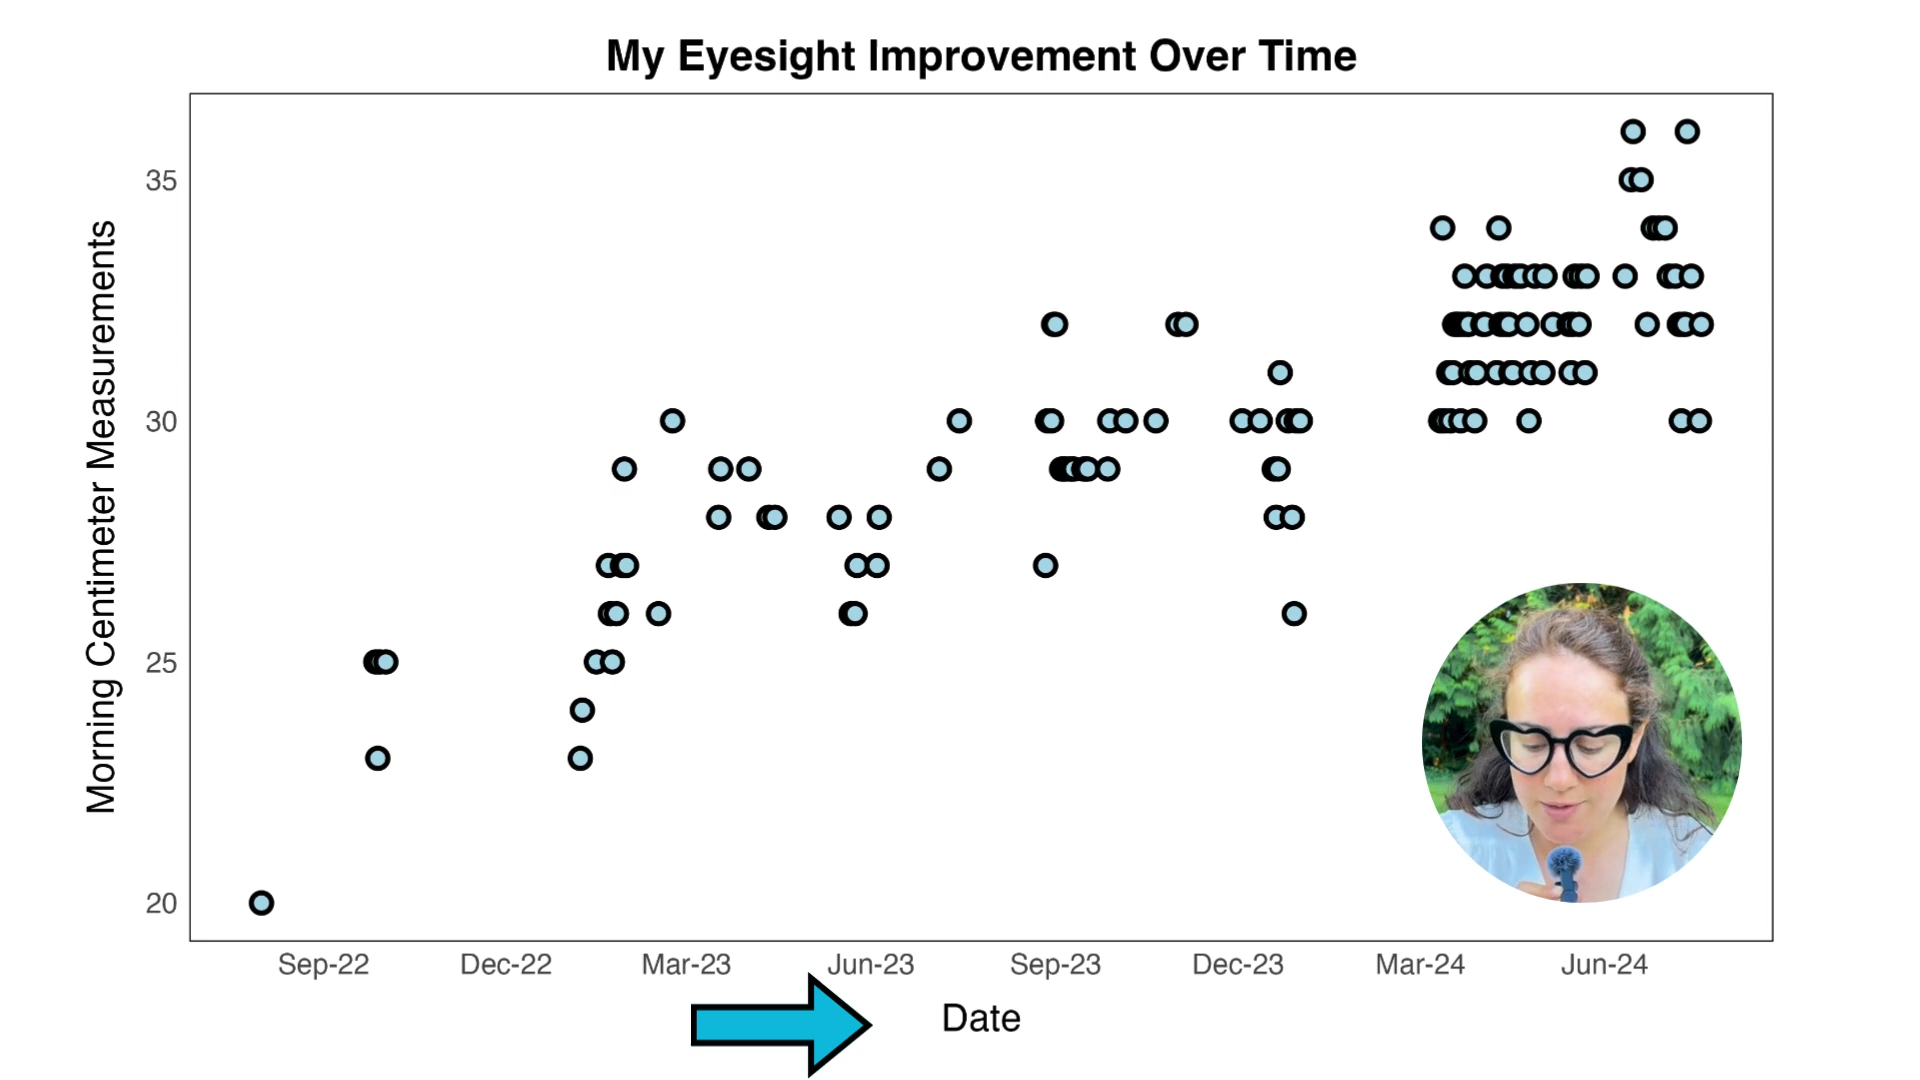 My Eyesight Improvement Over Time
Morning Centimeter Measurements
35
30
25
20
Sep-22 Dec-22 Mar-23 Jun-23 Sep-23 Dec-23 Mar-24 Jun-24
Date